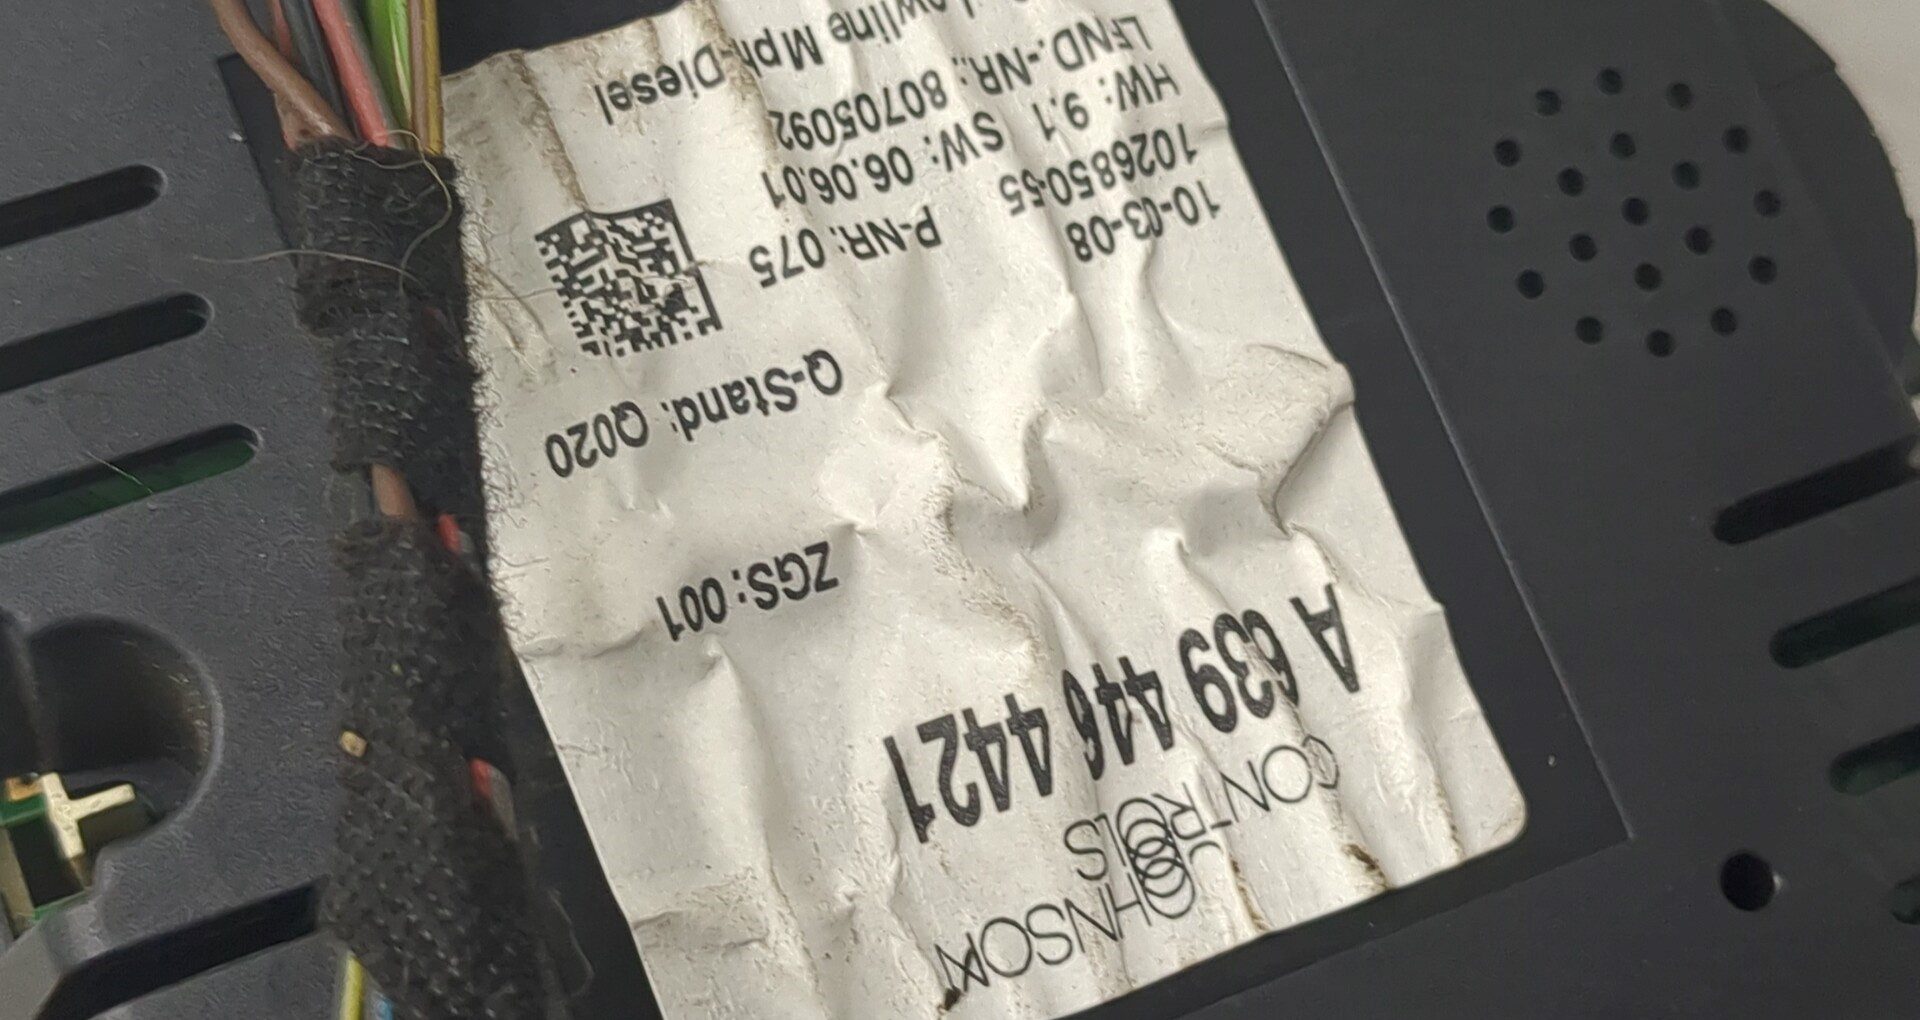 JOHNSON
CONTROLS
A 639 446 4421
ZGS: 001
Q-Stand: Q020
10-03-08 P-NR: 075
1026850-55
HW: 9.1 SW: 06.06.01
LFND.-NR.: 80705092
Lowline Mph Diesel